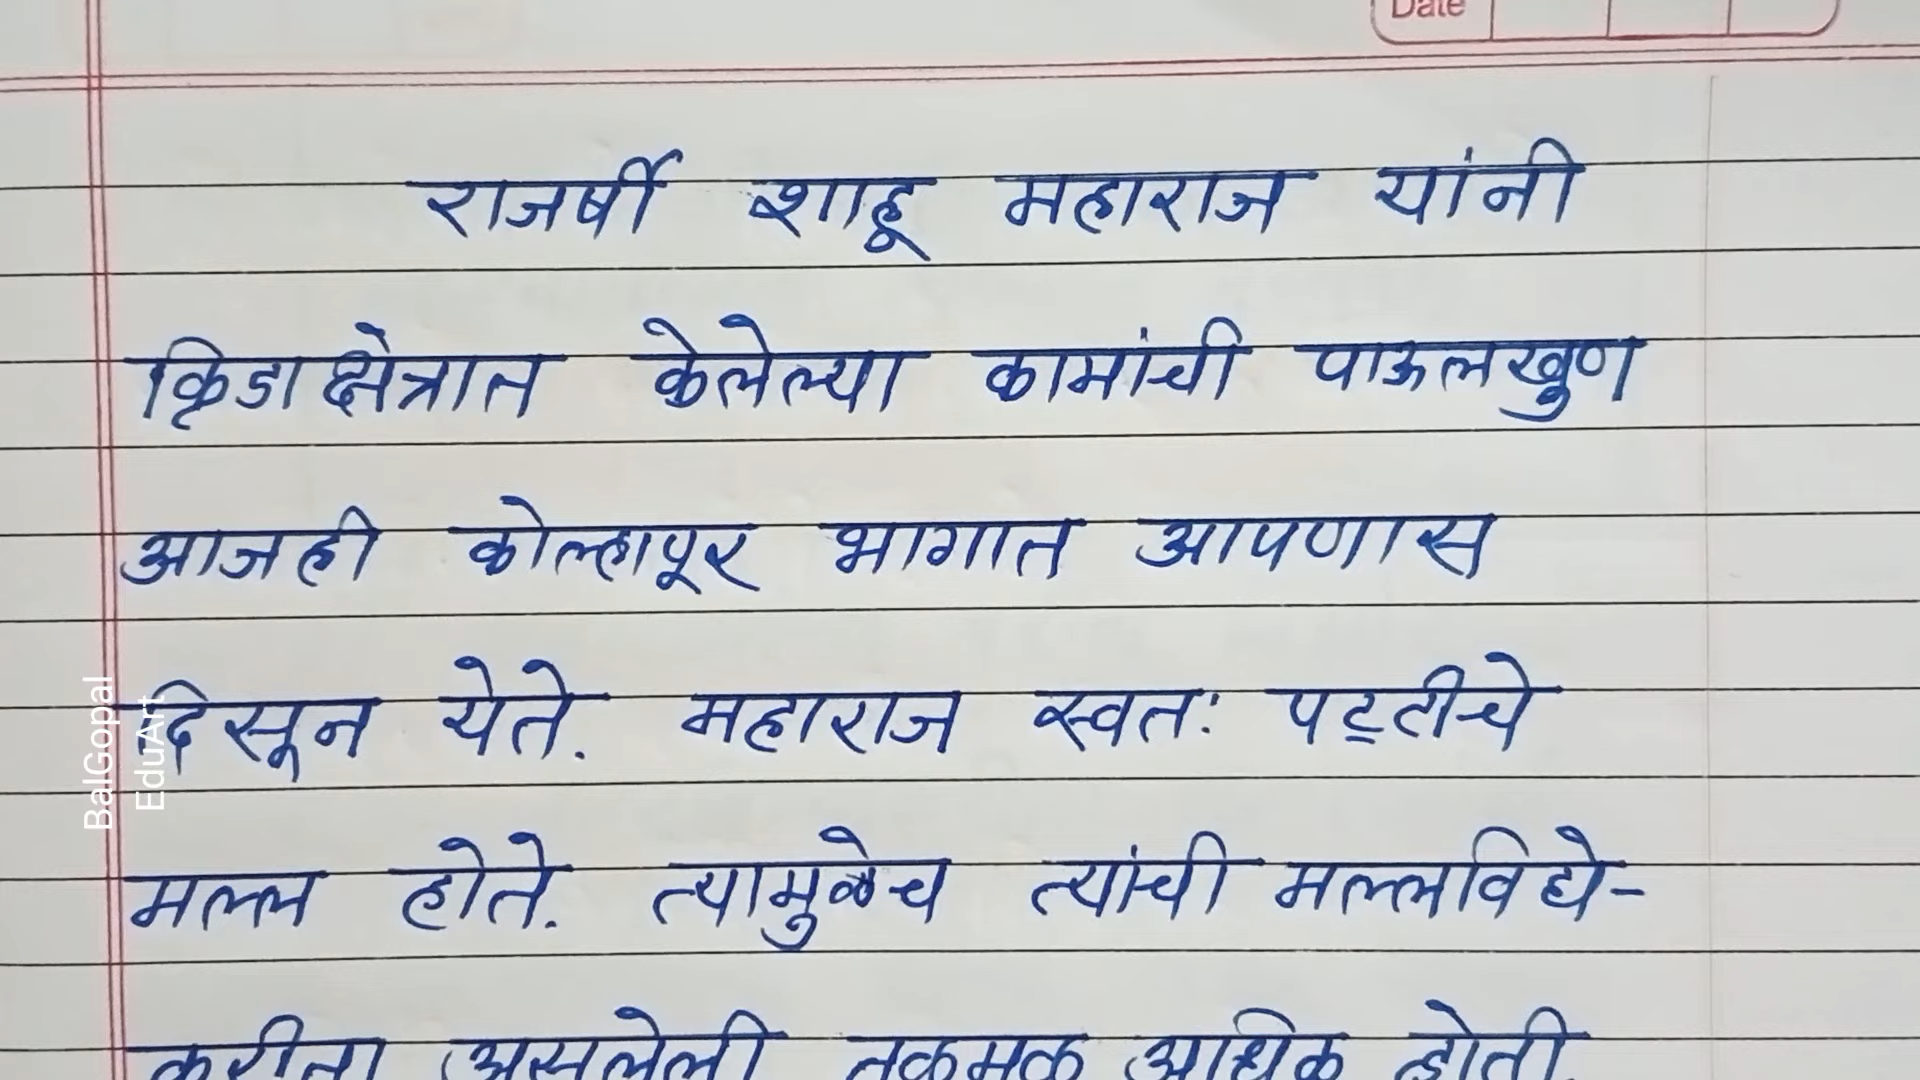 Date
राजर्षी शाहू महाराज यांनी
क्रिडाक्षेत्रात केलेल्या कामांची पाऊलखुण
आजही कोल्हापूर भागात आपणास
दिसून येते. महाराज स्वतः पट्टीचे
मल्ल होते. त्यामुळेच त्यांची मल्लविद्ये-
करीता असलेली तळमळ अधिक होती.
BalGopal
EduArt